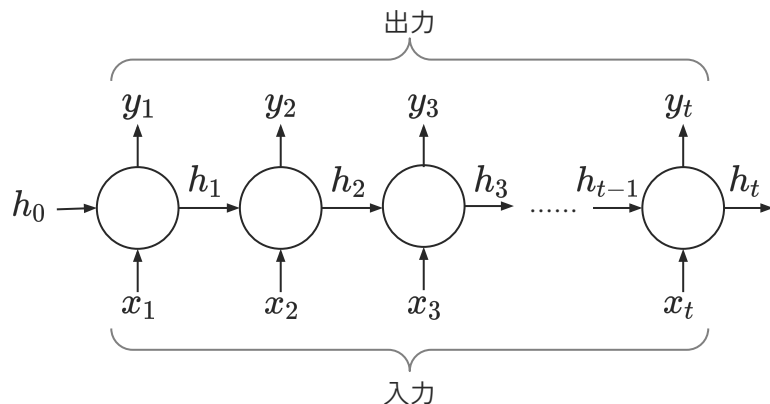 出力
y₁ y₂ y₃ yₜ
h₀ h₁ h₂ h₃ ...... hₜ₋₁ hₜ
x₁ x₂ x₃ xₜ
入力